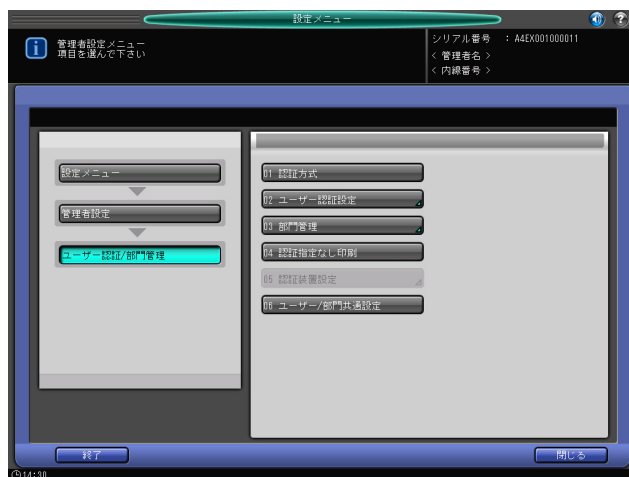 設定メニュー
管理者設定メニュー
項目を選んで下さい
シリアル番号 : A4EX001000011
< 管理者名 >
< 内線番号 >
設定メニュー
管理者設定
ユーザー認証/部門管理
01 認証方式
02 ユーザー認証設定
03 部門管理
04 認証指定なし印刷
05 認証装置設定
06 ユーザー/部門共通設定
終了
閉じる
14:30